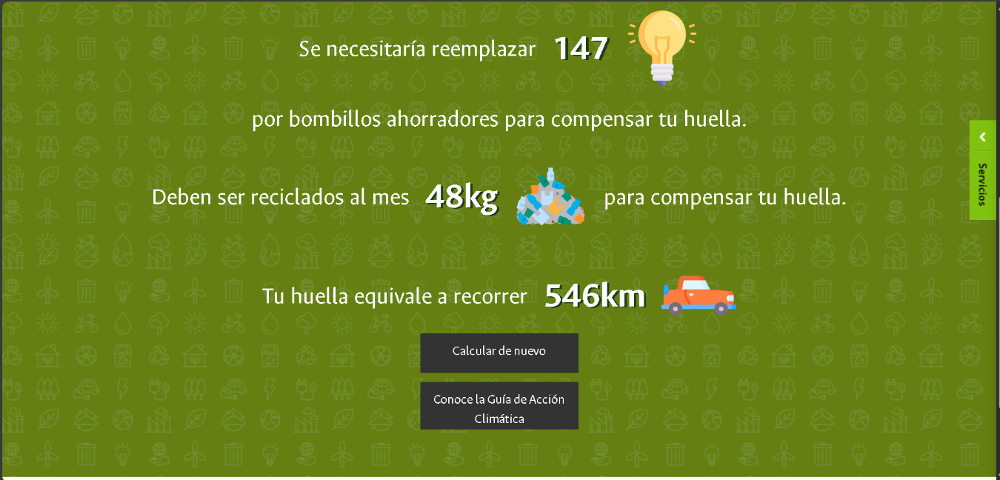 Se necesitaría reemplazar 147
por bombillos ahorradores para compensar tu huella.
Deben ser reciclados al mes 48kg para compensar tu huella.
Tu huella equivale a recorrer 546km
Calcular de nuevo
Conoce la Guía de Acción
Climática
Servicios